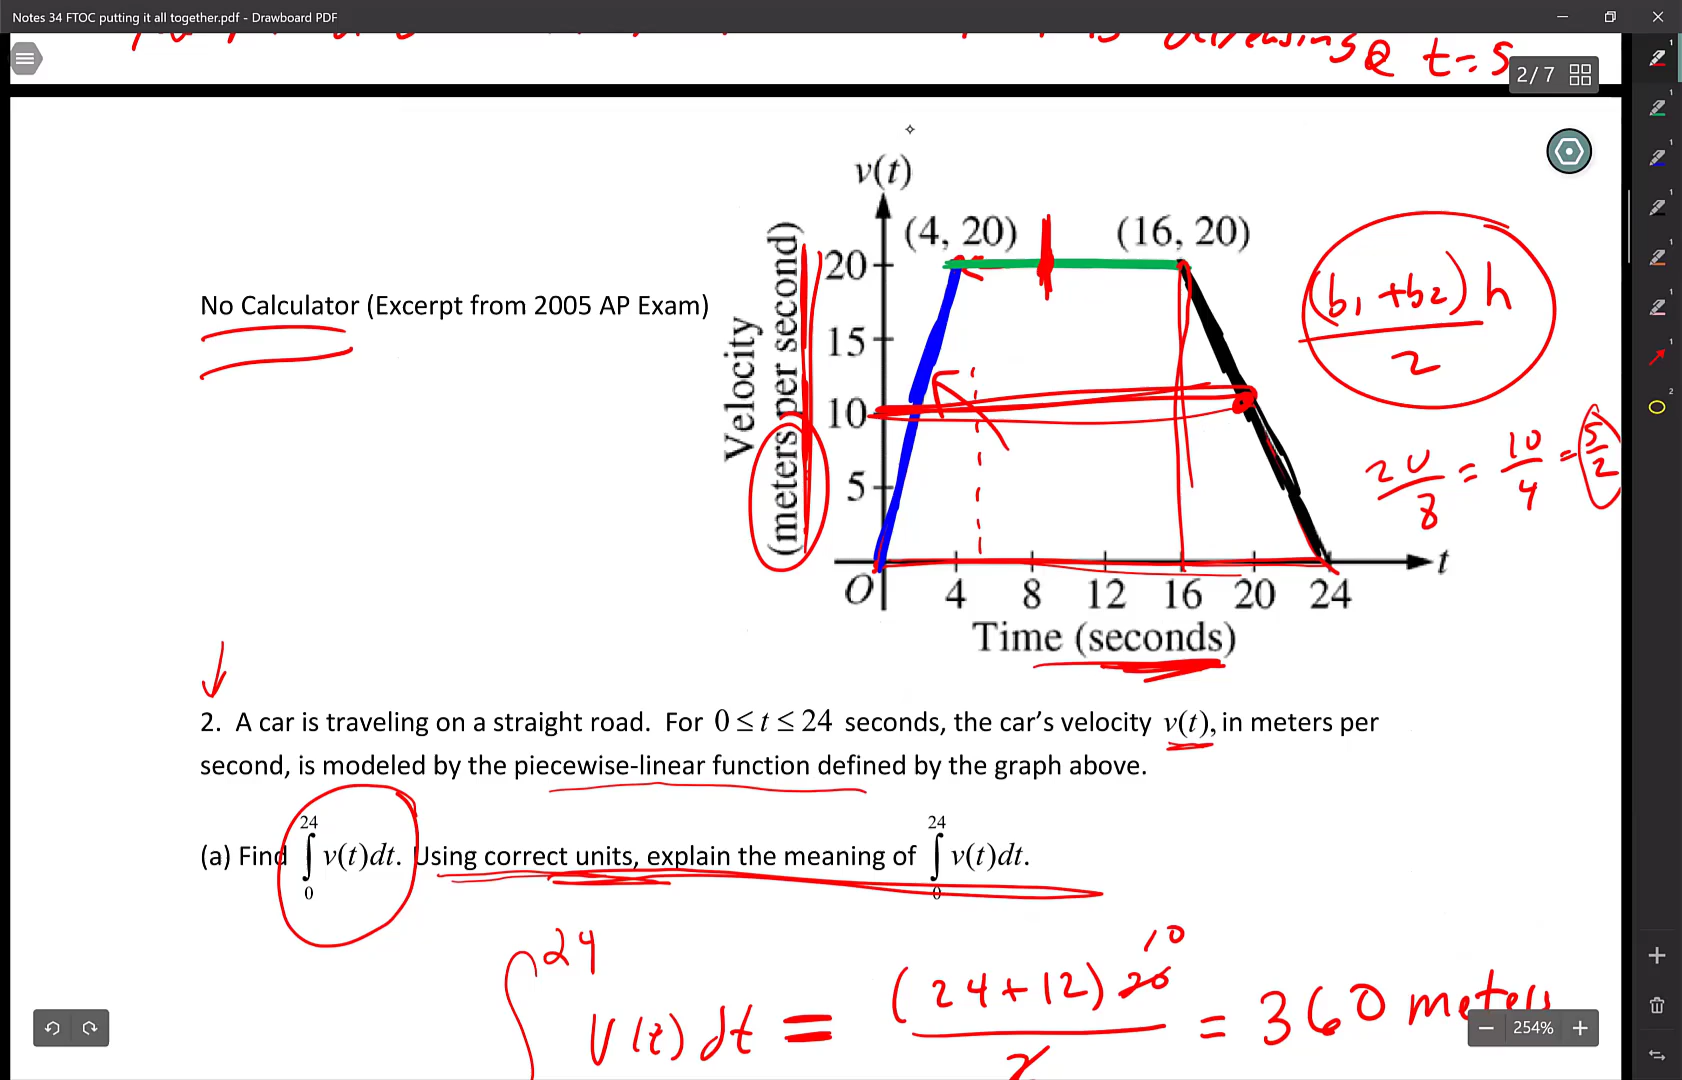 Notes 34 FTOC putting it all together.pdf - Drawboard PDF
decreasing @ t=5
2 / 7
v(t)
(4, 20) (16, 20)
20
15
10
5
O 4 8 12 16 20 24 t
Time (seconds)
Velocity
(meters per second)
(b1 + b2) h
2
20/8 = 10/4 = 5/2
No Calculator (Excerpt from 2005 AP Exam)
2. A car is traveling on a straight road. For 0 ≤ t ≤ 24 seconds, the car's velocity v(t), in meters per
second, is modeled by the piecewise-linear function defined by the graph above.
(a) Find ∫₀²⁴ v(t)dt. Using correct units, explain the meaning of ∫₀²⁴ v(t)dt.
10
∫²⁴ v(t) dt = (24+12) 20 / 2 = 360 meters
254%